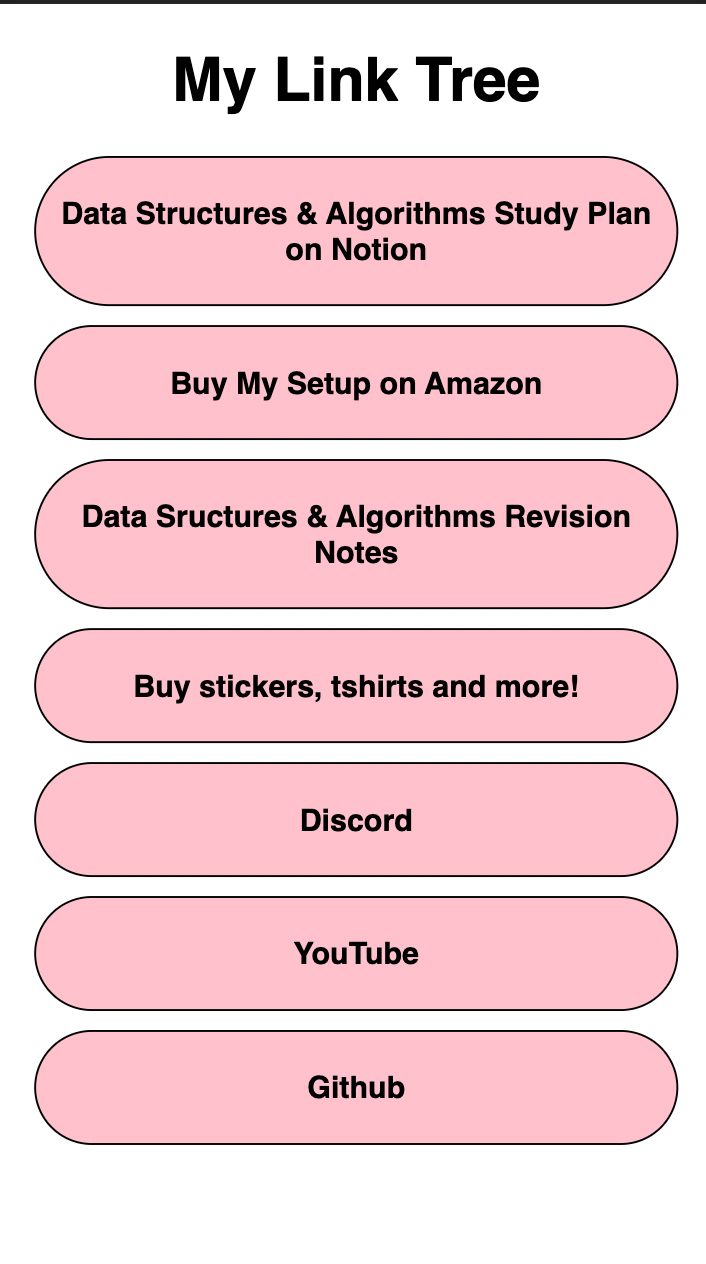 My Link Tree
Data Structures & Algorithms Study Plan
on Notion
Buy My Setup on Amazon
Data Sructures & Algorithms Revision
Notes
Buy stickers, tshirts and more!
Discord
YouTube
Github